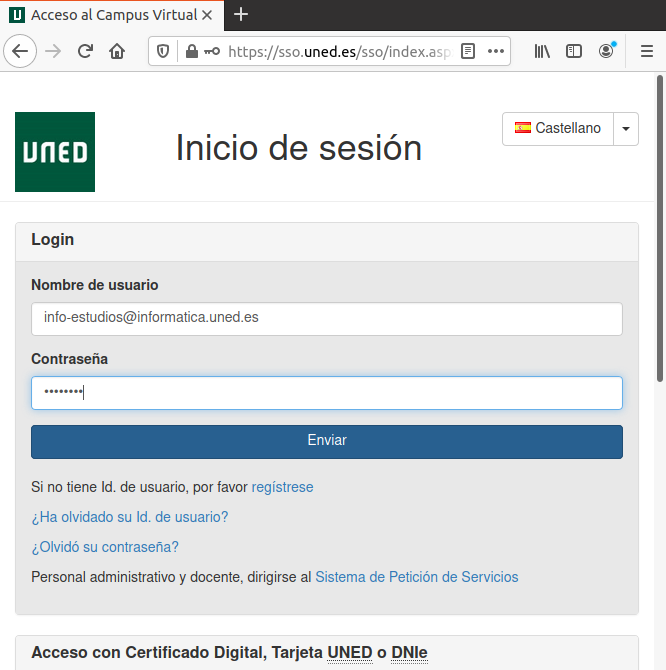 Acceso al Campus Virtual
https://sso.uned.es/sso/index.asp
UNED
Inicio de sesión
Castellano
Login
Nombre de usuario
info-estudios@informatica.uned.es
Contraseña
••••••••
Enviar
Si no tiene Id. de usuario, por favor regístrese
¿Ha olvidado su Id. de usuario?
¿Olvidó su contraseña?
Personal administrativo y docente, dirigirse al Sistema de Petición de Servicios
Acceso con Certificado Digital, Tarjeta UNED o DNIe